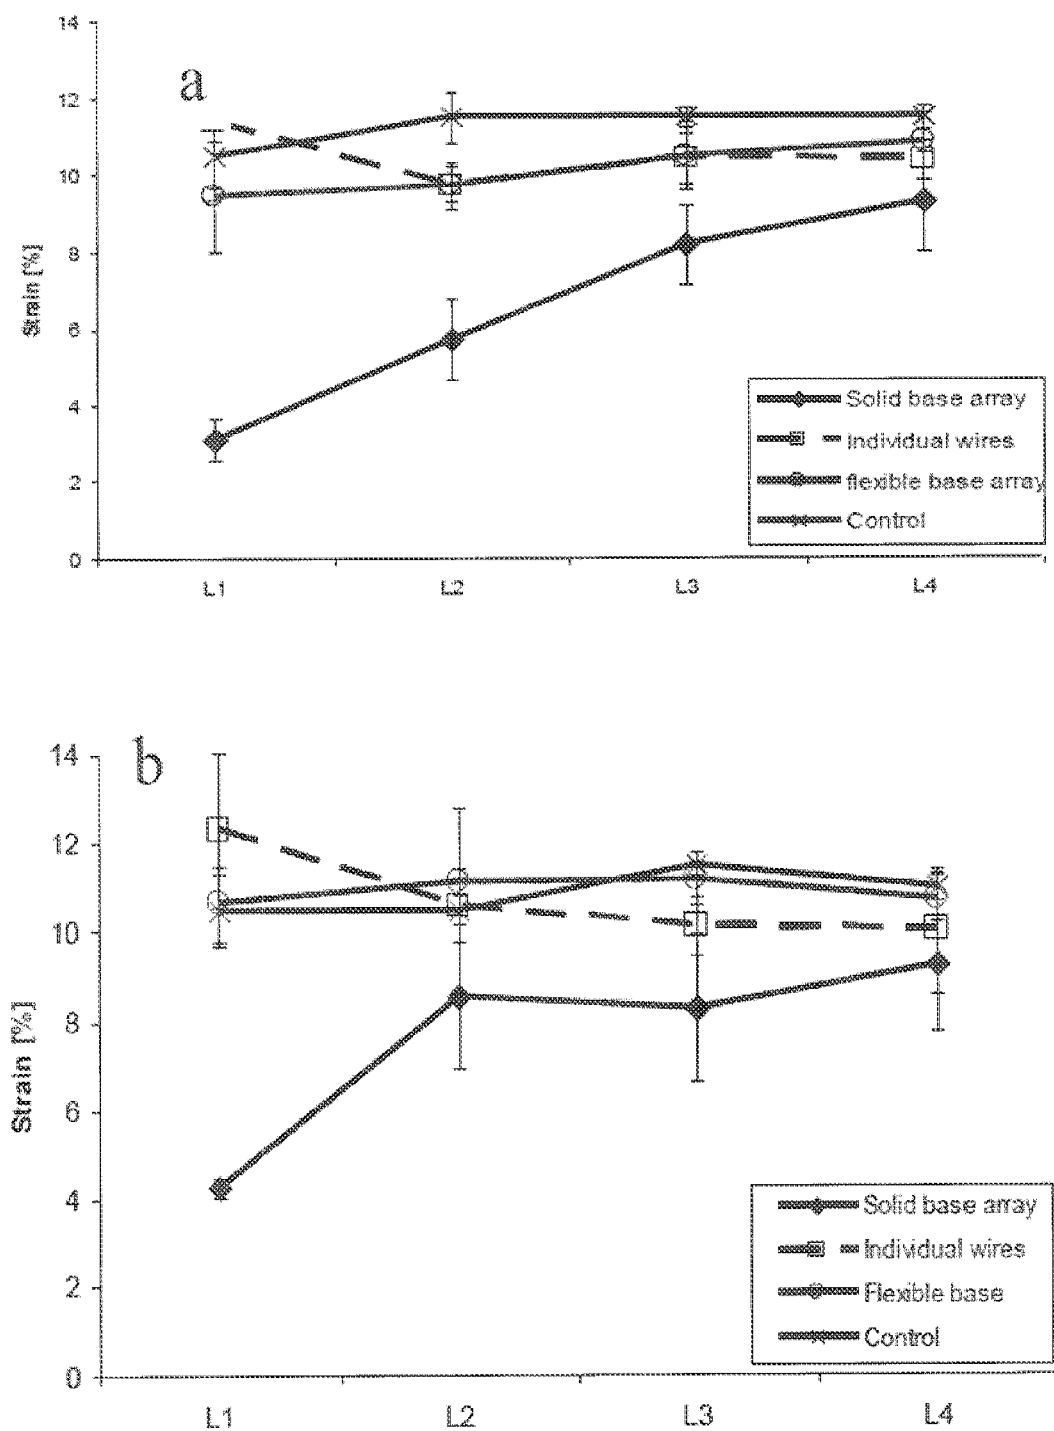 a
14
12
10
8
6
4
2
0
Strain [%]
L1 L2 L3 L4
Solid base array
Individual wires
flexible base array
Control
b
14
12
10
8
6
4
2
0
Strain [%]
L1 L2 L3 L4
Solid base array
Individual wires
Flexible base
Control